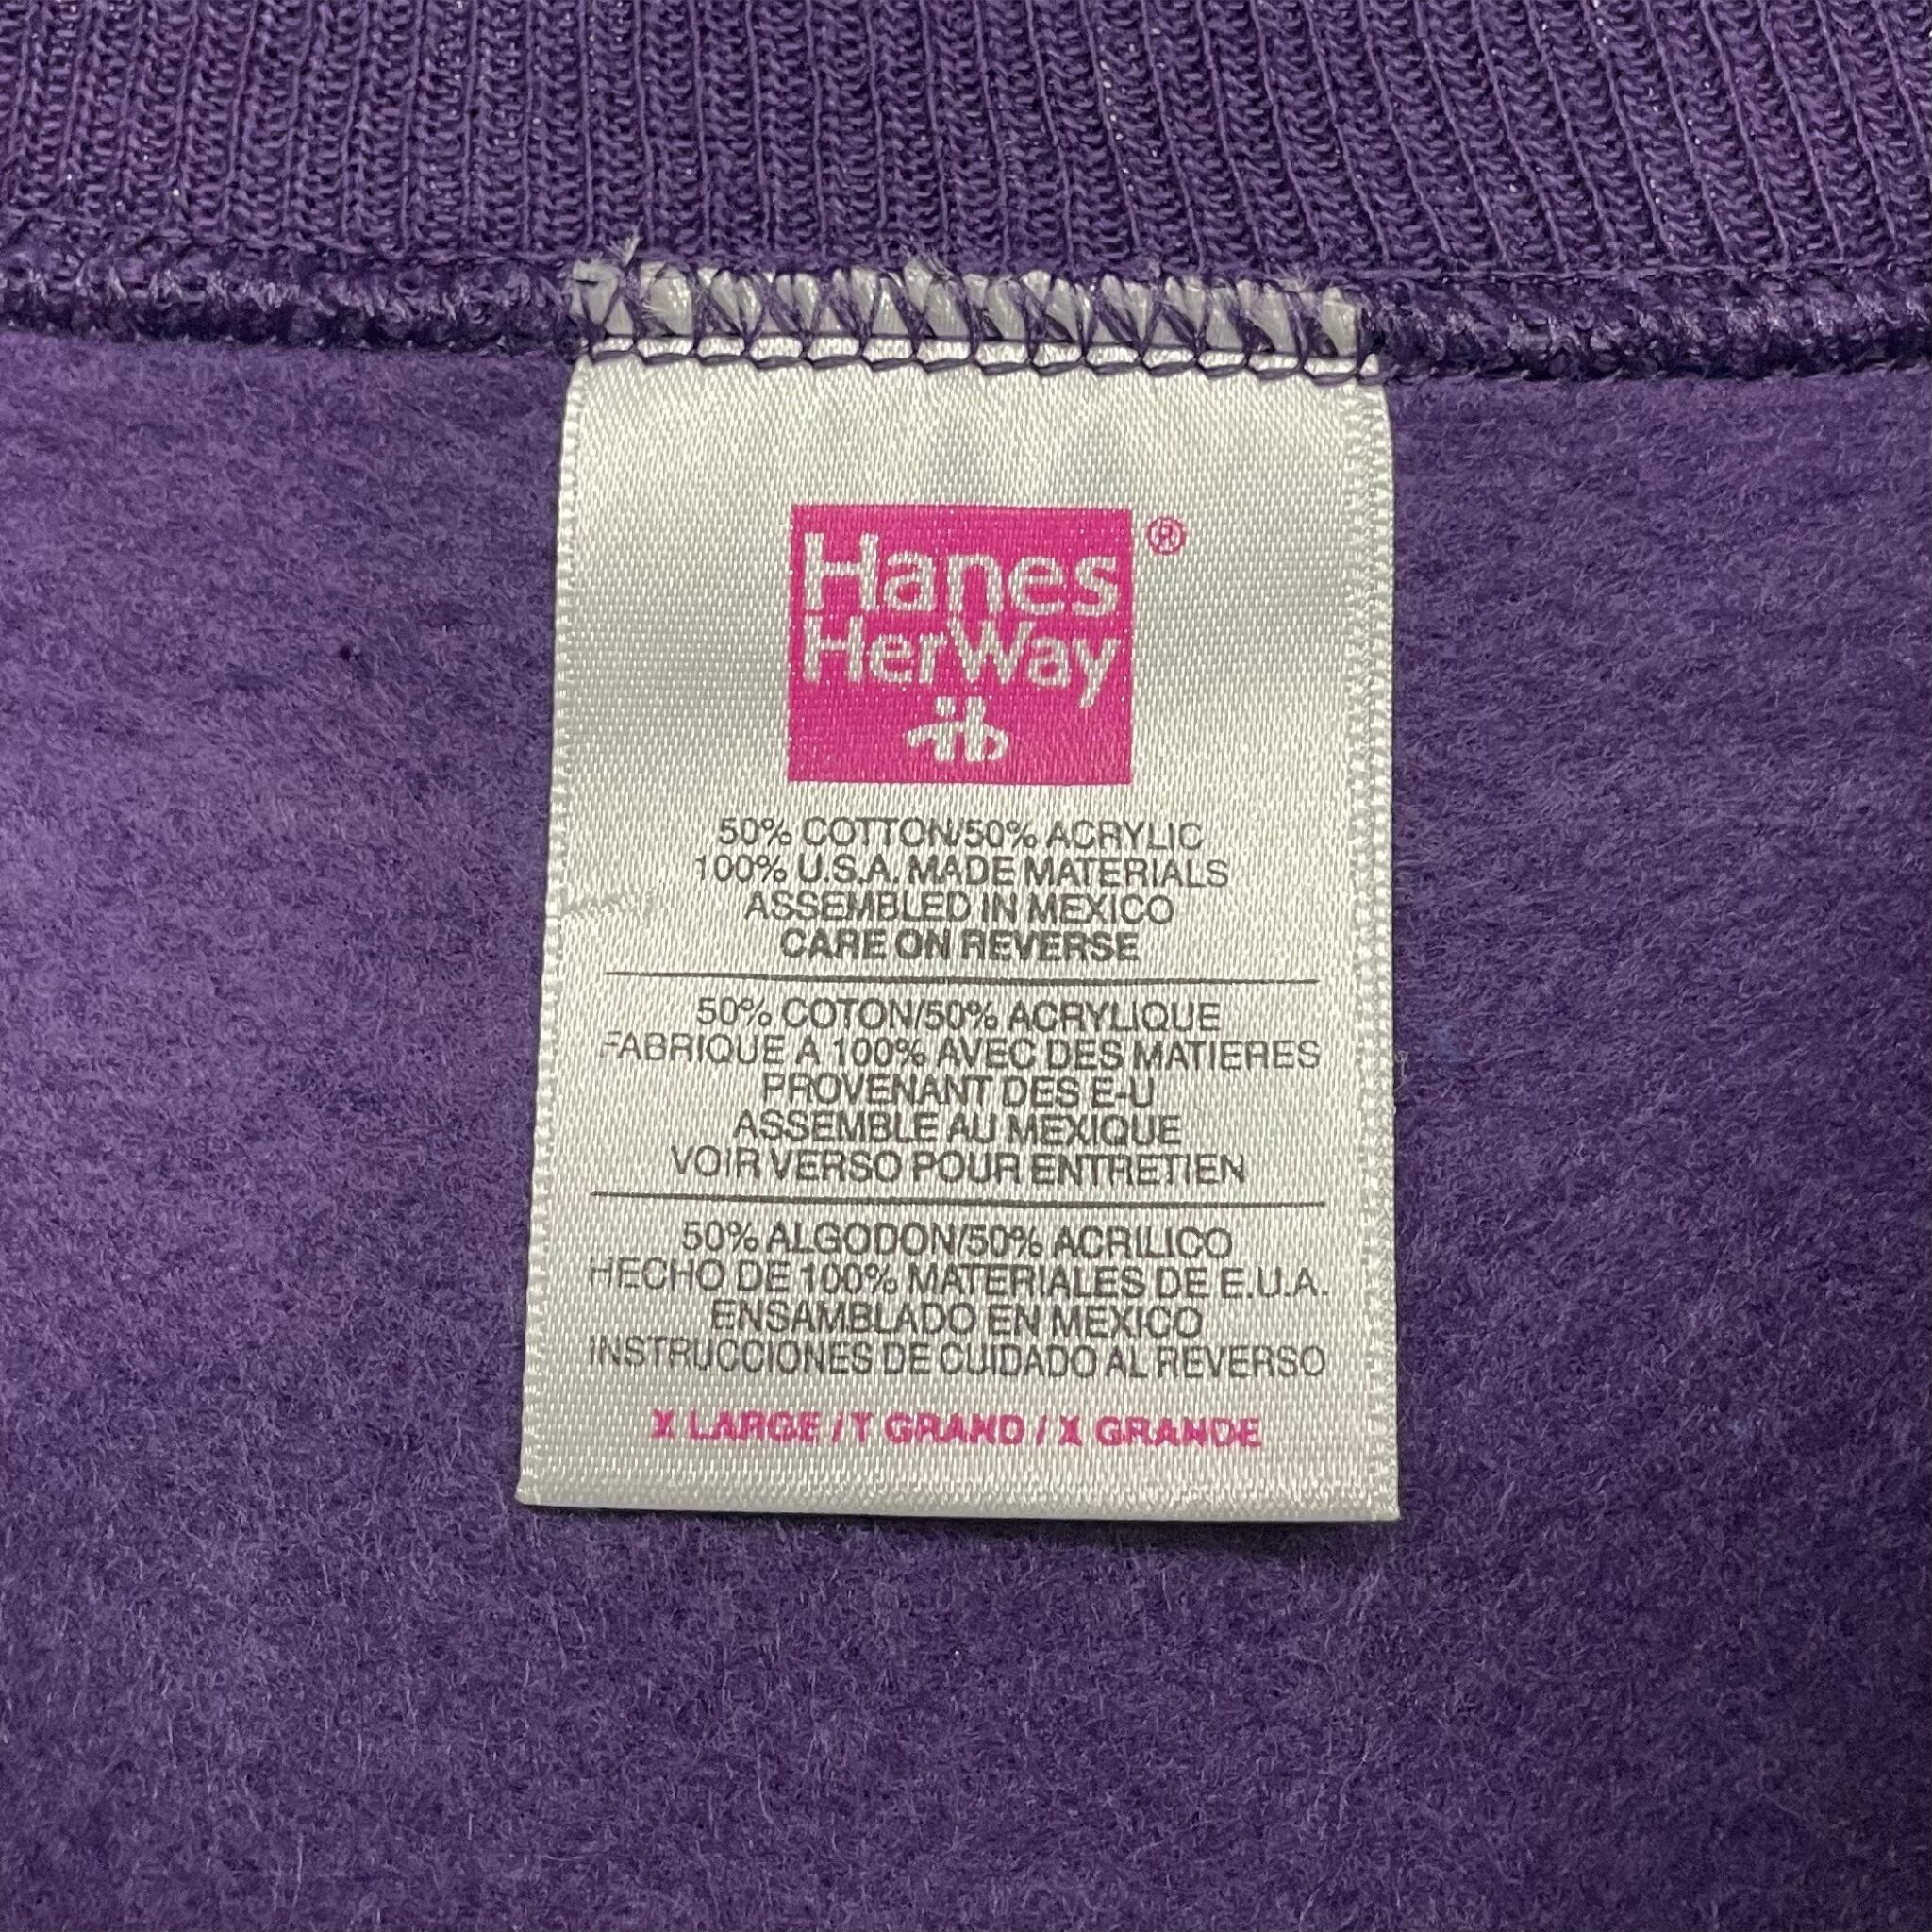 Hanes ®
HerWay
ib
50% COTTON/50% ACRYLIC
100% U.S.A. MADE MATERIALS
ASSEMBLED IN MEXICO
CARE ON REVERSE
50% COTON/50% ACRYLIQUE
FABRIQUE A 100% AVEC DES MATIERES
PROVENANT DES E-U
ASSEMBLE AU MEXIQUE
VOIR VERSO POUR ENTRETIEN
50% ALGODON/50% ACRILICO
HECHO DE 100% MATERIALES DE E.U.A.
ENSAMBLADO EN MEXICO
INSTRUCCIONES DE CUIDADO AL REVERSO
X LARGE / T GRAND / X GRANDE